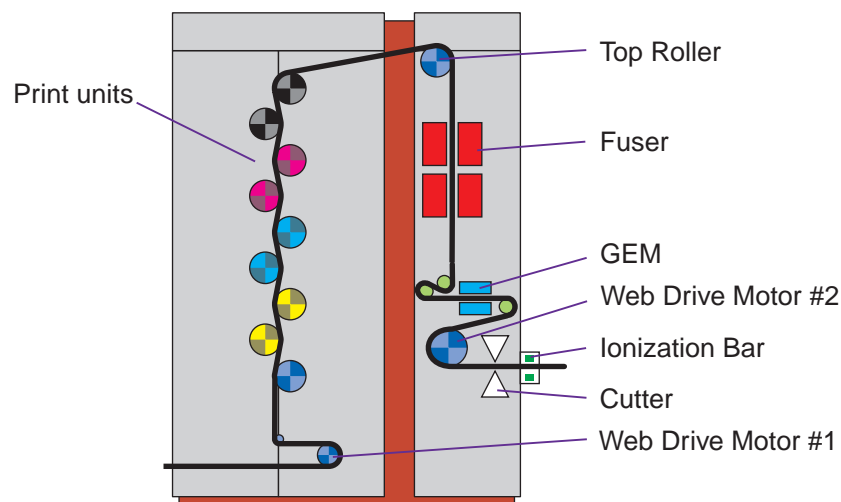 Top Roller
Print units
Fuser
GEM
Web Drive Motor #2
Ionization Bar
Cutter
Web Drive Motor #1